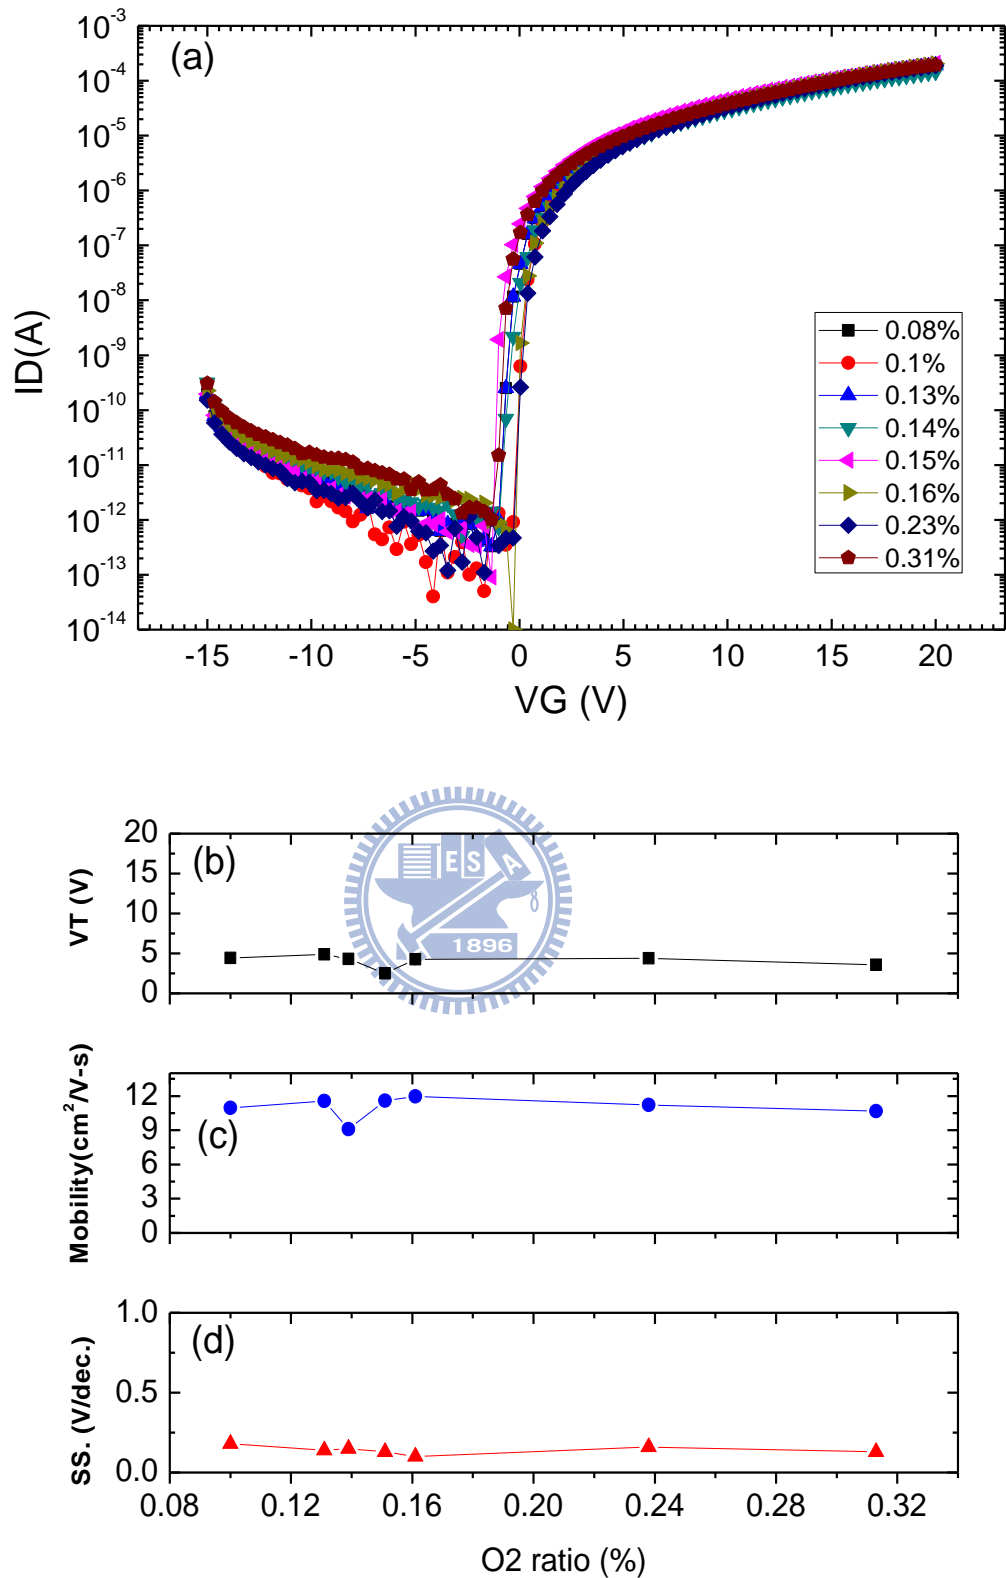 (a)
ID(A)
10^-3
10^-4
10^-5
10^-6
10^-7
10^-8
10^-9
10^-10
10^-11
10^-12
10^-13
10^-14
0.08%
0.1%
0.13%
0.14%
0.15%
0.16%
0.23%
0.31%
-15 -10 -5 0 5 10 15 20
VG (V)
(b)
VT (V)
20
15
10
5
0
E S A
1896
(c)
Mobility(cm^2/V-s)
12
9
6
3
0
(d)
SS. (V/dec.)
1.0
0.5
0.0
0.08 0.12 0.16 0.20 0.24 0.28 0.32
O2 ratio (%)